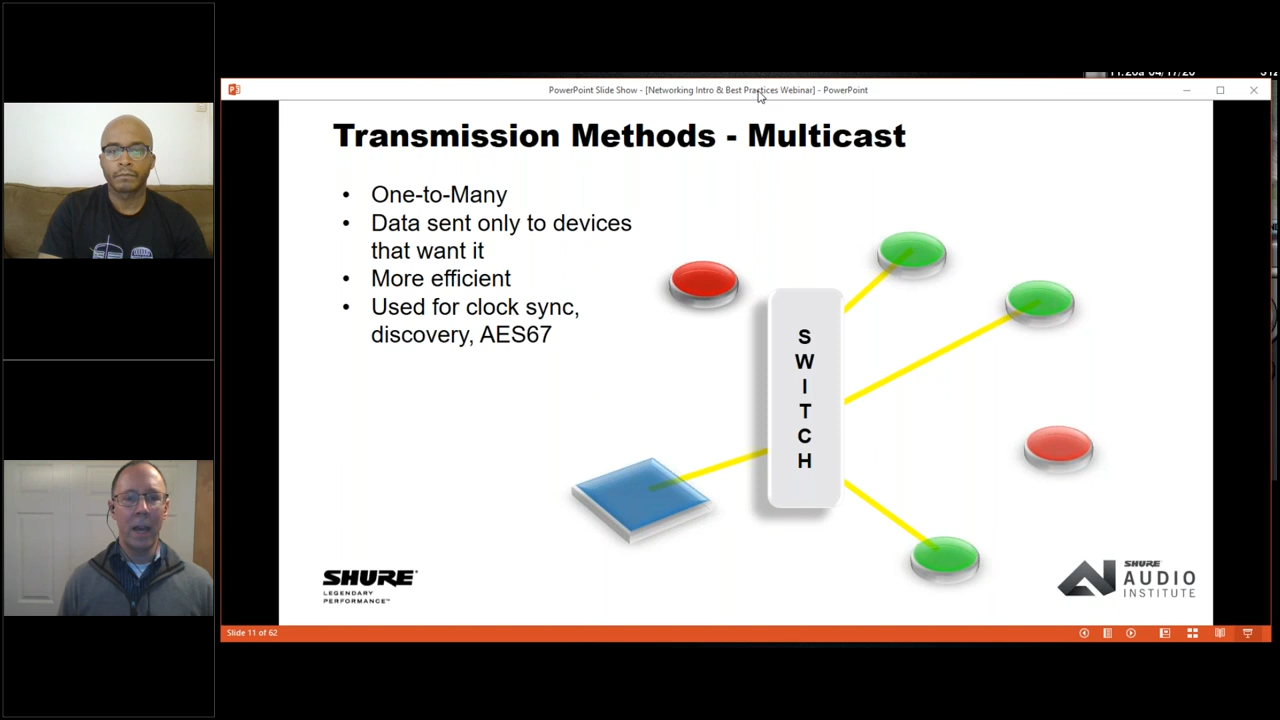 PowerPoint Slide Show - [Networking Intro & Best Practices Webinar] - PowerPoint
Transmission Methods - Multicast
• One-to-Many
• Data sent only to devices
that want it
• More efficient
• Used for clock sync,
discovery, AES67
S
W
I
T
C
H
SHURE
LEGENDARY
PERFORMANCE™
SHURE
AUDIO
INSTITUTE
Slide 11 of 62